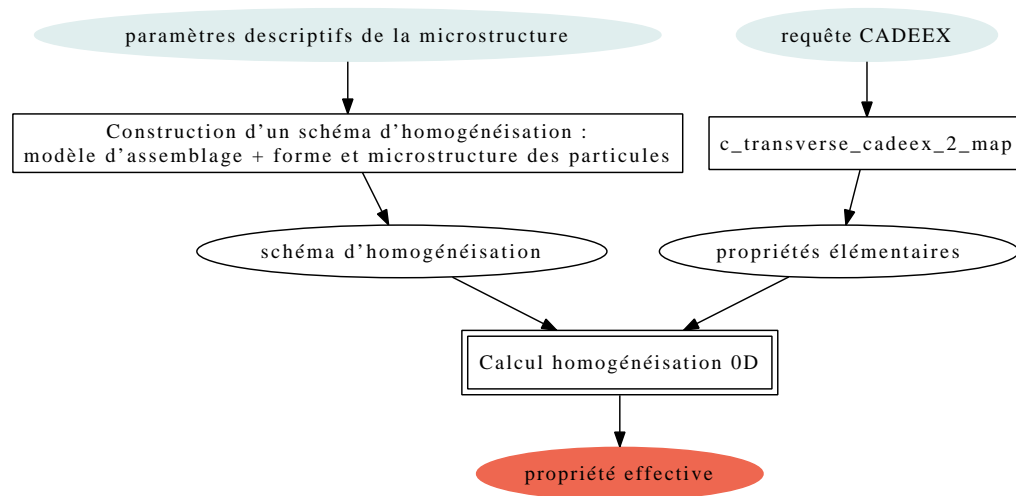 paramètres descriptifs de la microstructure
requête CADEEX
Construction d'un schéma d'homogénéisation :
modèle d'assemblage + forme et microstructure des particules
c_transverse_cadeex_2_map
schéma d'homogénéisation
propriétés élémentaires
Calcul homogénéisation 0D
propriété effective